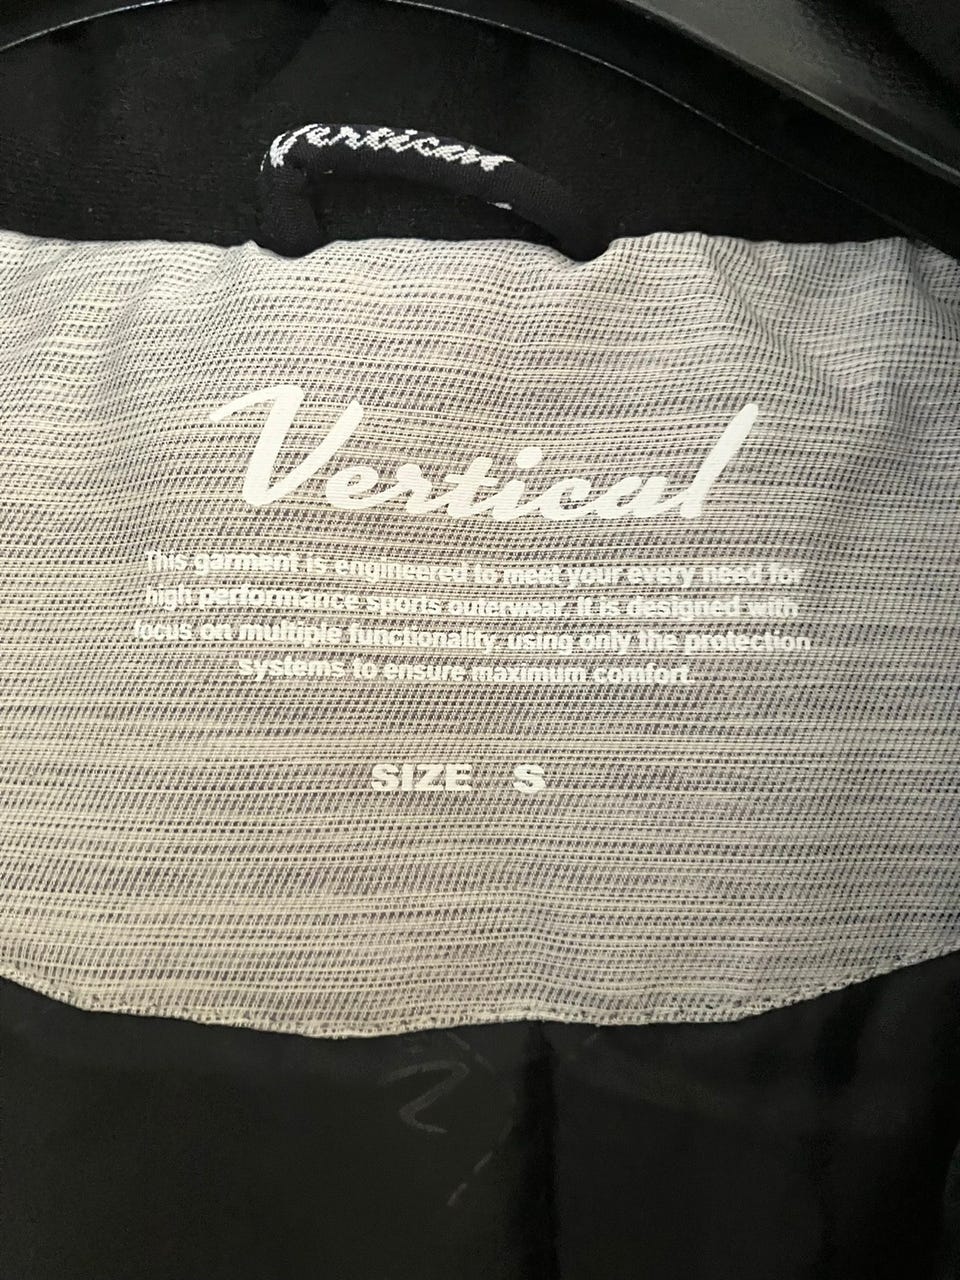 Vertical
Vertical
This garment is engineered to meet your every need for
high performance sports outerwear. It is designed with
focus on multiple functionality, using only the protection
systems to ensure maximum comfort.
SIZE S